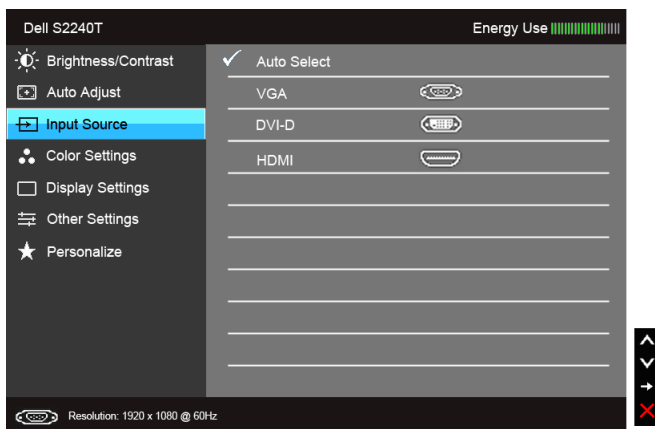 Dell S2240T
Energy Use
Brightness/Contrast
Auto Adjust
Input Source
Color Settings
Display Settings
Other Settings
Personalize
Auto Select
VGA
DVI-D
HDMI
Resolution: 1920 x 1080 @ 60Hz